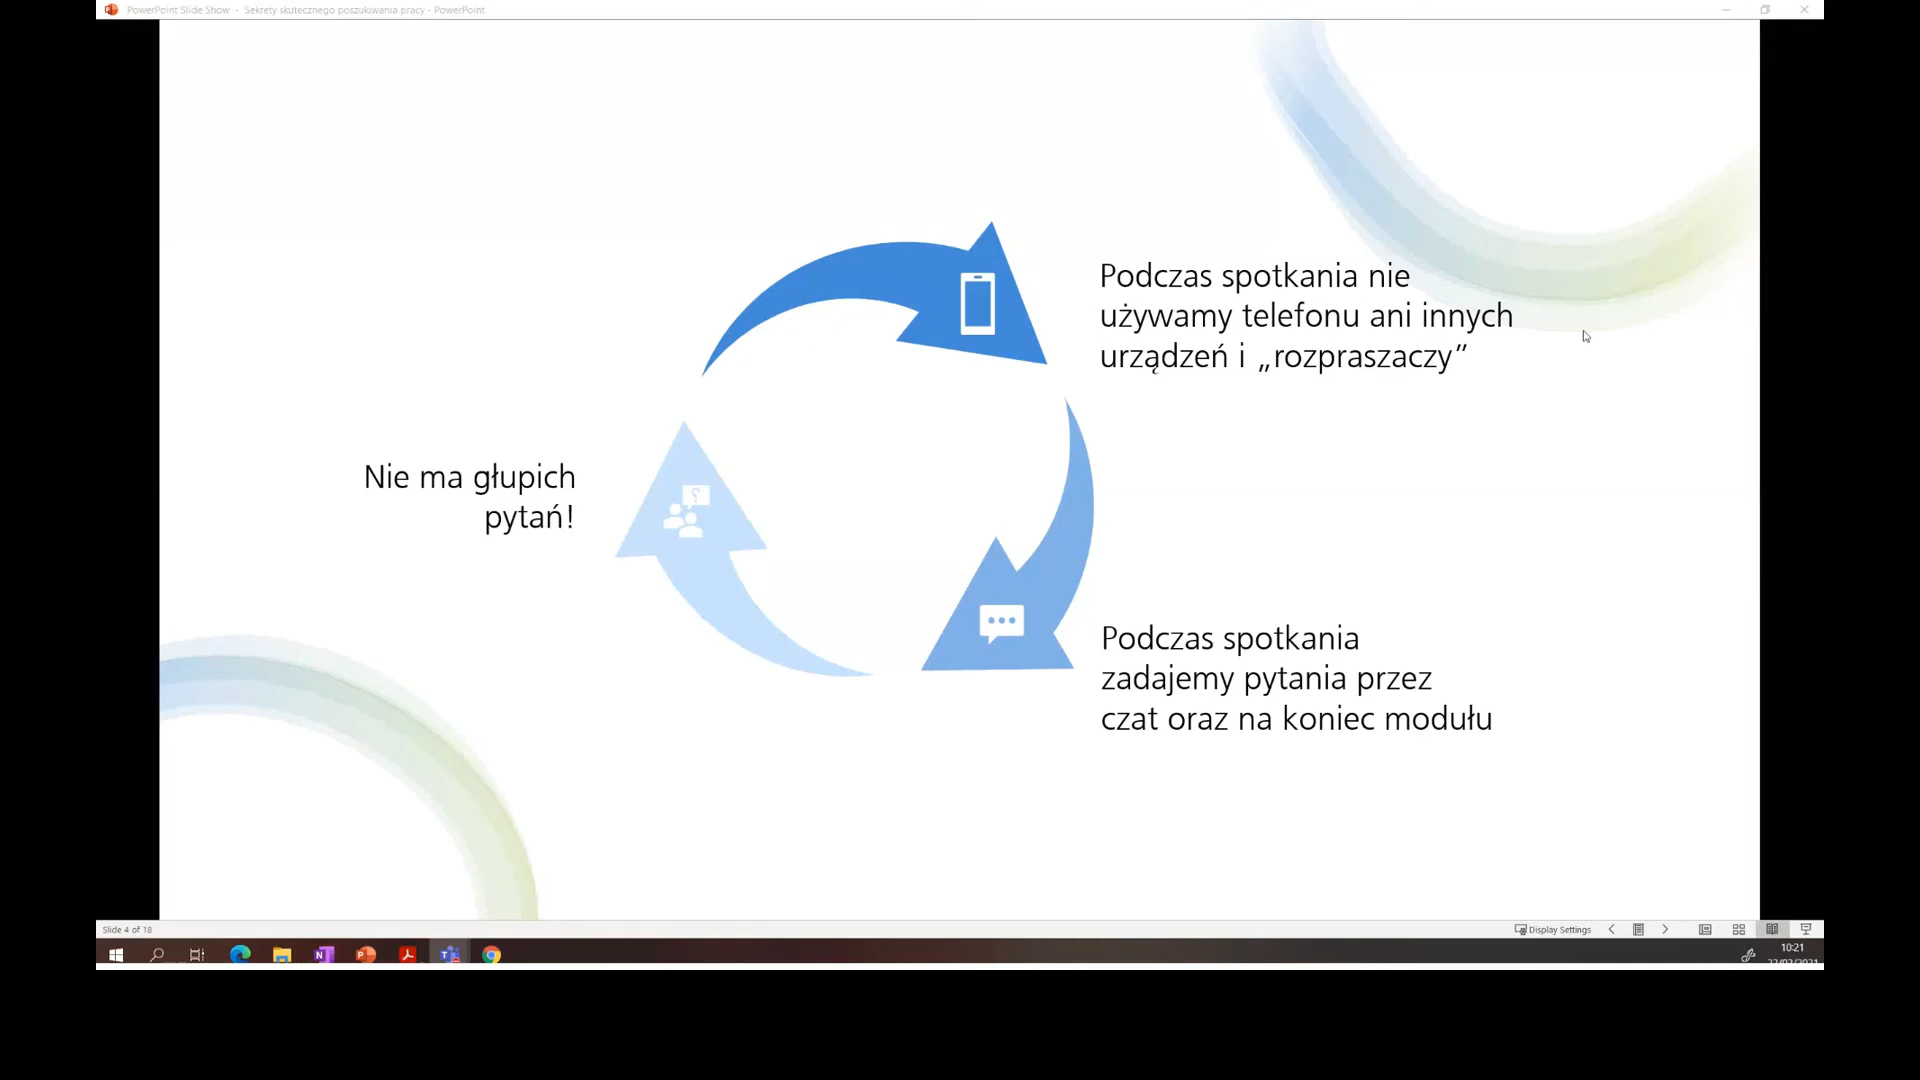 PowerPoint Slide Show - Sekrety skutecznego poszukiwania pracy - PowerPoint
Podczas spotkania nie
używamy telefonu ani innych
urządzeń i „rozpraszaczy”
Nie ma głupich
pytań!
Podczas spotkania
zadajemy pytania przez
czat oraz na koniec modułu
Slide 4 of 18
Display Settings
10:21